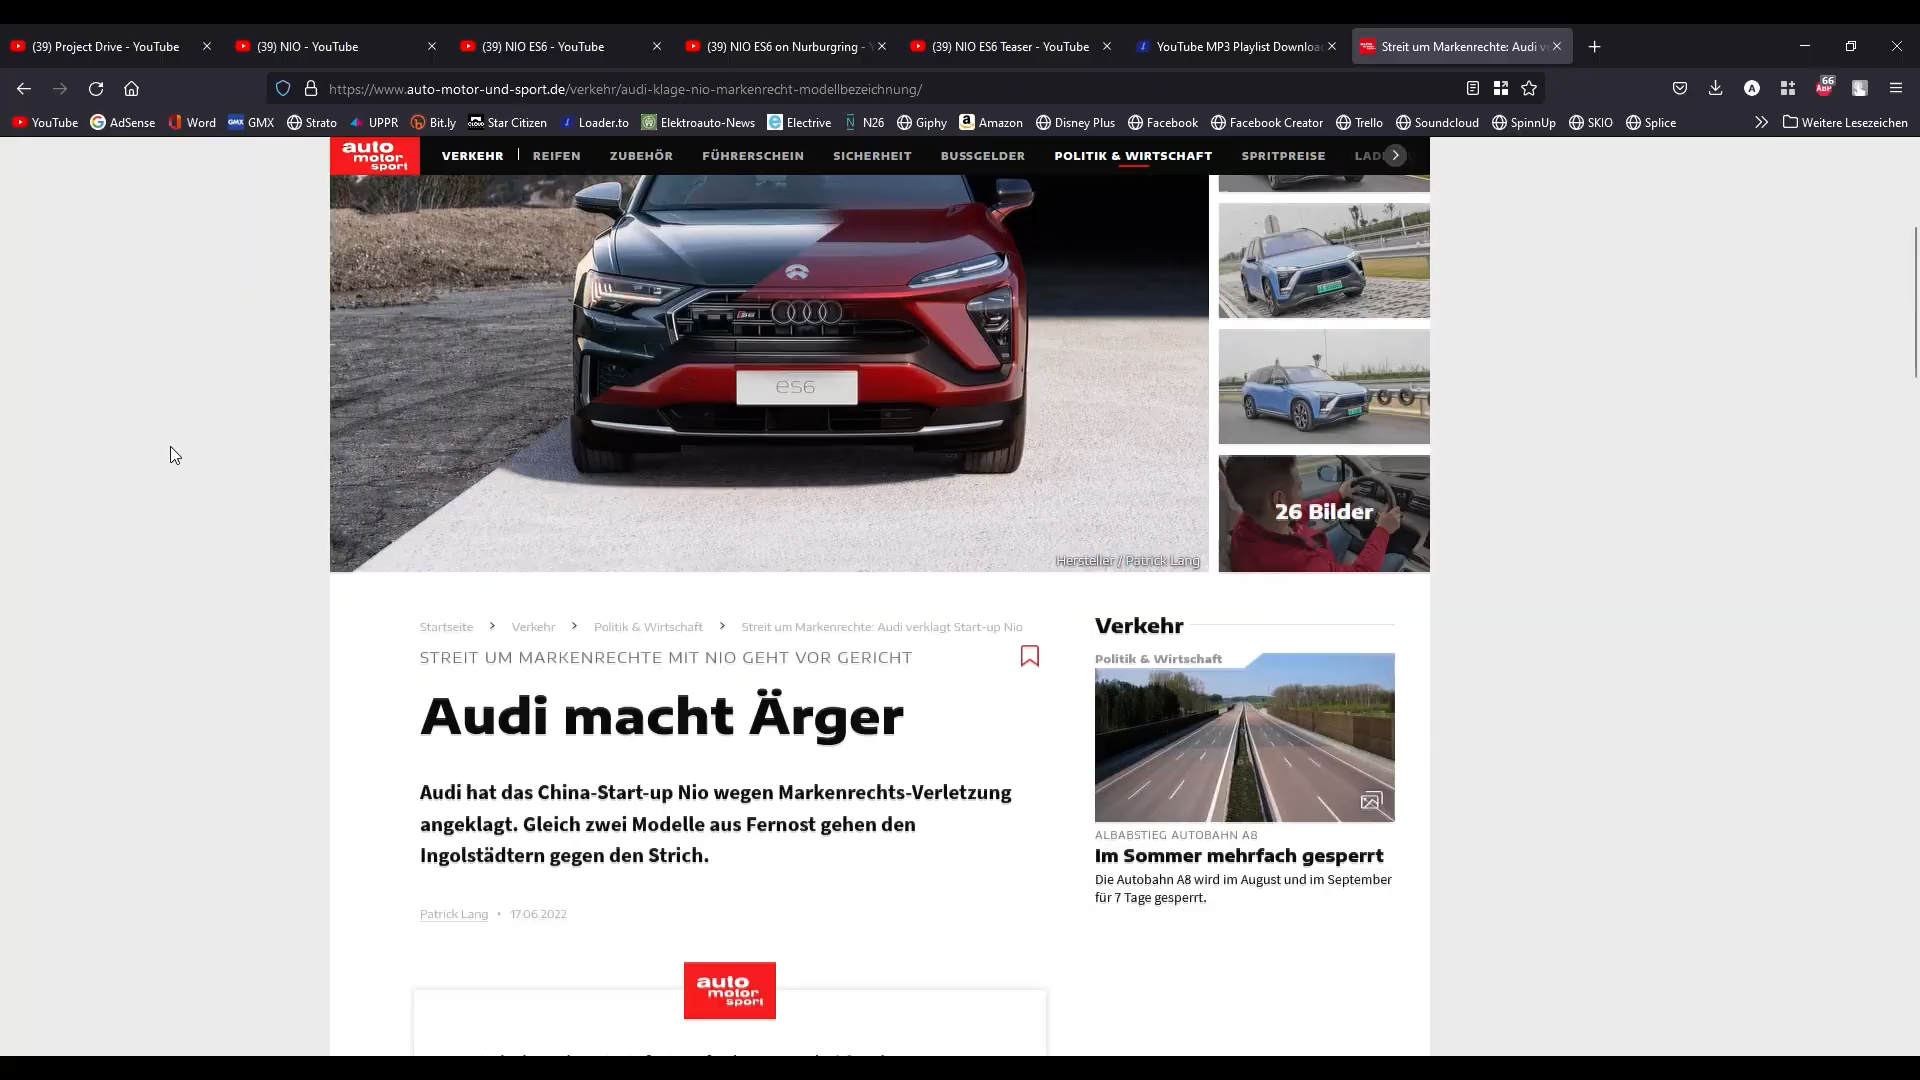 (39) Project Drive - YouTube
(39) NIO - YouTube
(39) NIO ES6 - YouTube
(39) NIO ES6 on Nurburgring -
(39) NIO ES6 Teaser - YouTube
YouTube MP3 Playlist Downloa
Streit um Markenrechte: Audi v
https://www.auto-motor-und-sport.de/verkehr/audi-klage-nio-markenrecht-modellbezeichnung/
66
ABP
A
YouTube
AdSense
Word
GMX GMX
Strato
UPPR
Bit.ly
Star Citizen
Loader.to
Elektroauto-News
Electrive
N N26
Giphy
a Amazon
Disney Plus
Facebook
Facebook Creator
Trello
Soundcloud
SpinnUp
SKIO
Splice
Weitere Lesezeichen
auto
motor
sport
VERKEHR
REIFEN
ZUBEHÖR
FÜHRERSCHEIN
SICHERHEIT
BUSSGELDER
POLITIK & WIRTSCHAFT
SPRITPREISE
LAD
S6
es6
26 Bilder
Hersteller / Patrick Lang
Startseite > Verkehr > Politik & Wirtschaft > Streit um Markenrechte: Audi verklagt Start-up Nio
STREIT UM MARKENRECHTE MIT NIO GEHT VOR GERICHT
Audi macht Ärger
Audi hat das China-Start-up Nio wegen Markenrechts-Verletzung
angeklagt. Gleich zwei Modelle aus Fernost gehen den
Ingolstädtern gegen den Strich.
Patrick Lang • 17.06.2022
auto
motor
sport
Verkehr
Politik & Wirtschaft
ALBABSTIEG AUTOBAHN A8
Im Sommer mehrfach gesperrt
Die Autobahn A8 wird im August und im September
für 7 Tage gesperrt.